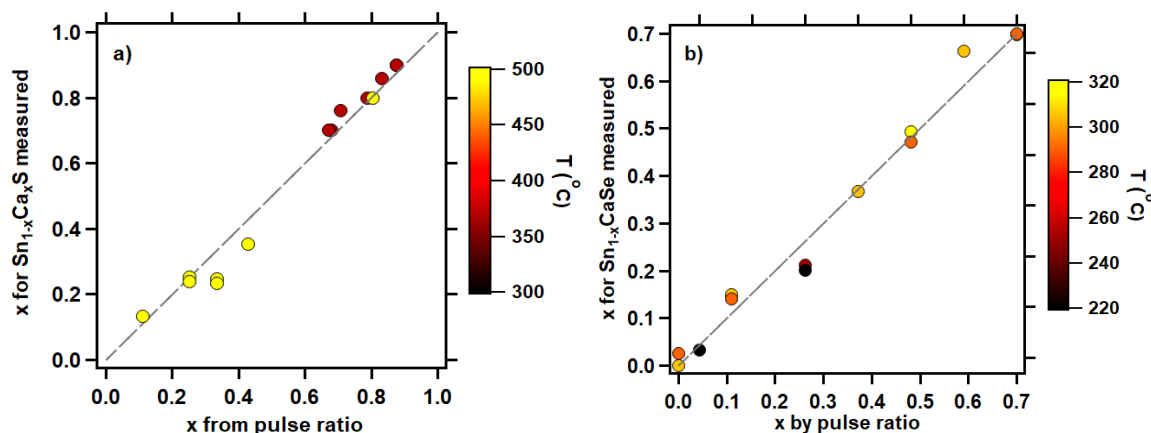 a)
1.0
0.8
0.6
0.4
0.2
0.0
x for Sn1-xCaxS measured
0.0 0.2 0.4 0.6 0.8 1.0
x from pulse ratio
500
450
400
350
300
T (°C)
b)
0.7
0.6
0.5
0.4
0.3
0.2
0.1
0.0
x for Sn1-xCaSe measured
0.0 0.1 0.2 0.3 0.4 0.5 0.6 0.7
x by pulse ratio
320
300
280
260
240
220
T (°C)